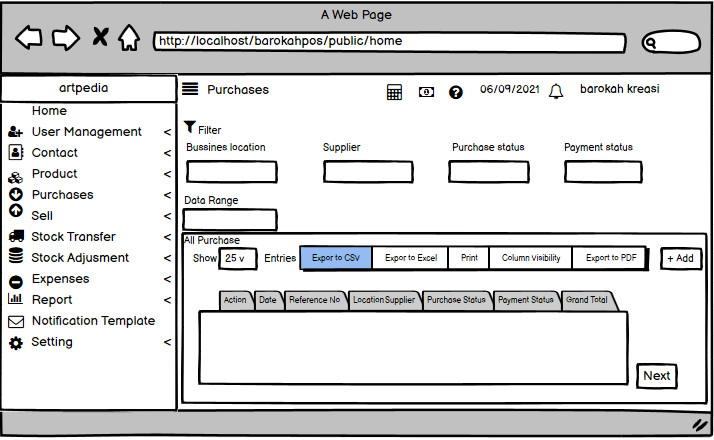 A Web Page
http://localhost/barokahpos/public/home
artpedia
Home
User Management <
Contact <
Product <
Purchases <
Sell <
Stock Transfer <
Stock Adjusment <
Expenses <
Report <
Notification Template
Setting <
Purchases
06/09/2021
barokah kreasi
Filter
Bussines location
Supplier
Purchase status
Payment status
Data Range
All Purchase
Show 25 v Entries
Expor to CSV
Export to Excel
Print
Column visibility
Export to PDF
+ Add
Action
Date
Reference No
Location Supplier
Purchase Status
Payment Status
Grand Total
Next